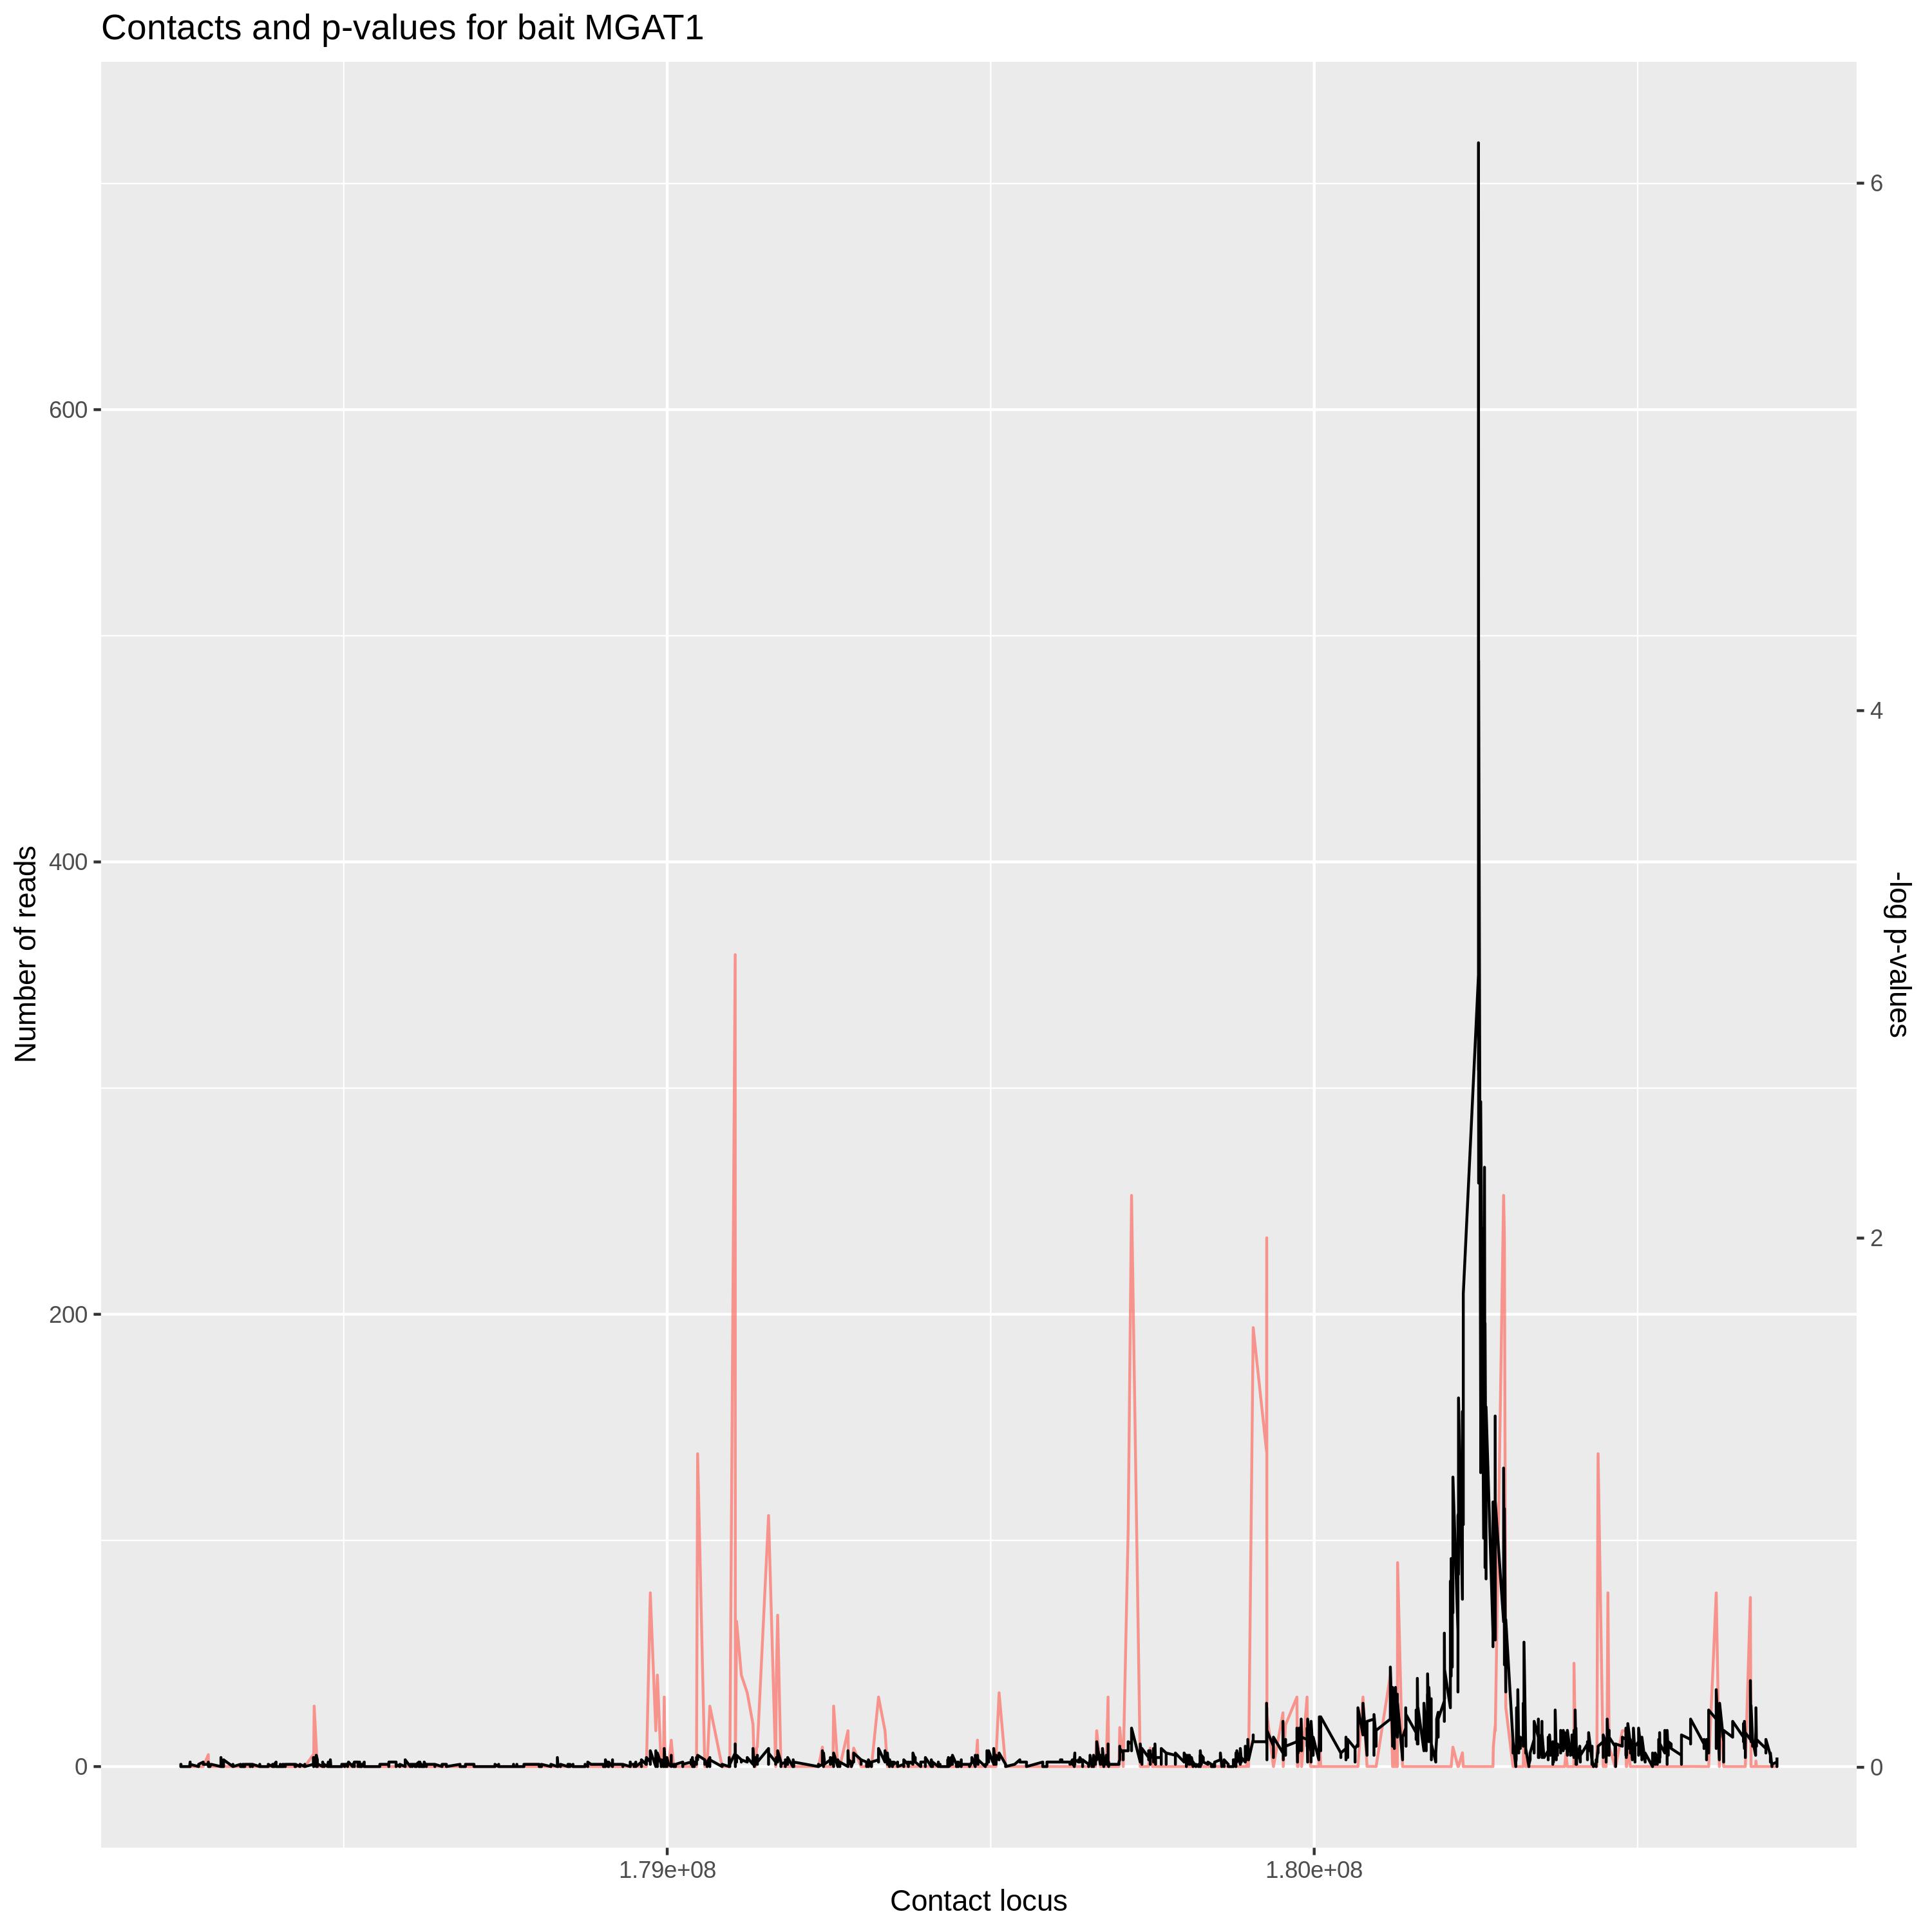 Contacts and p-values for bait MGAT1
6
600
4
400
Number of reads
-log p-values
2
200
0
0
1.79e+08
1.80e+08
Contact locus